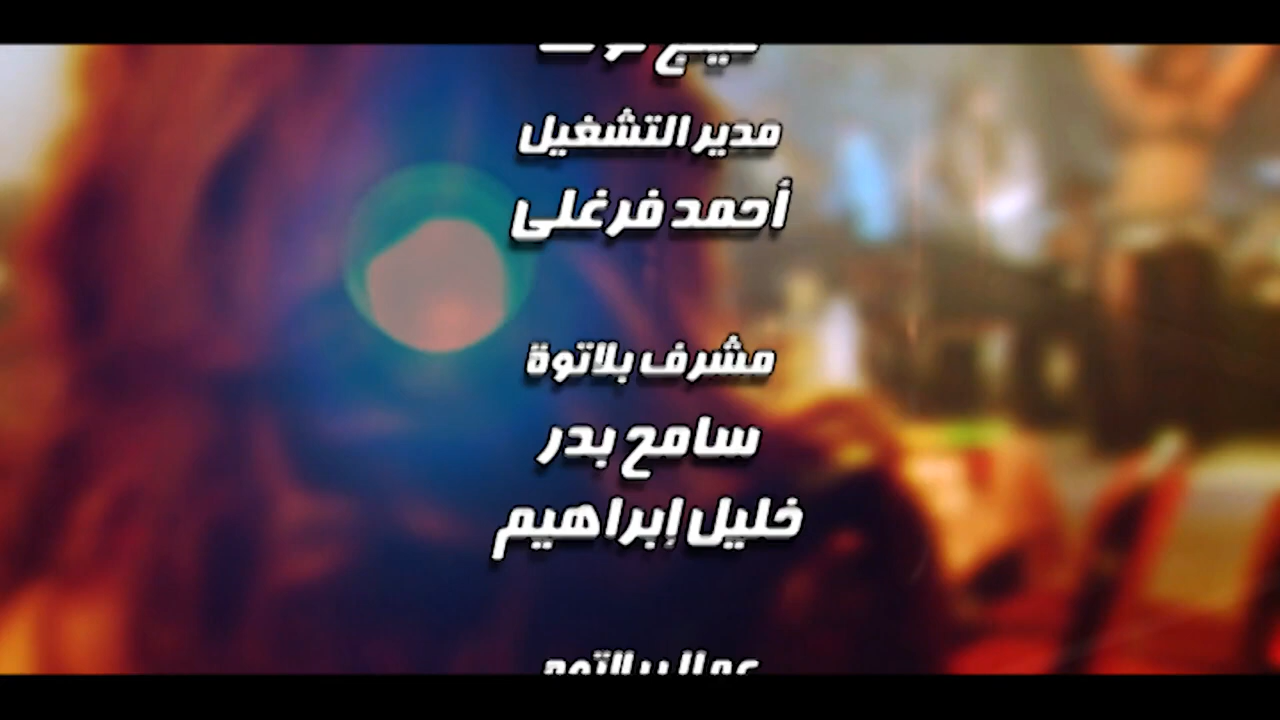 مدير التشغيل
أحمد فرغلى
مشرف بلاتوة
سامح بدر
خليل إبراهيم